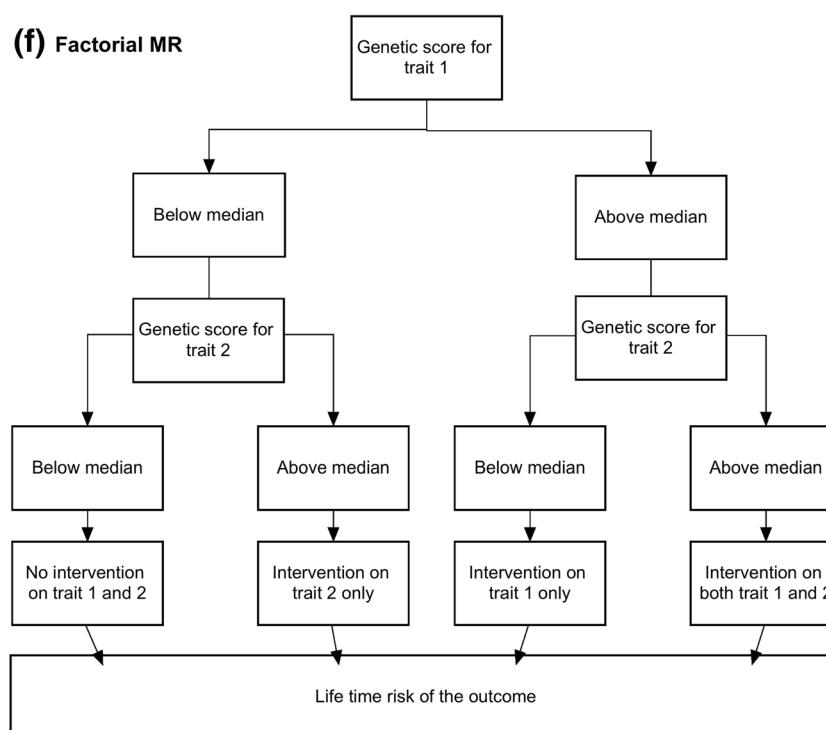 (f) Factorial MR
Genetic score for
trait 1
Below median
Above median
Genetic score for
trait 2
Genetic score for
trait 2
Below median
Above median
Below median
Above median
No intervention
on trait 1 and 2
Intervention on
trait 2 only
Intervention on
trait 1 only
Intervention on
both trait 1 and 2
Life time risk of the outcome